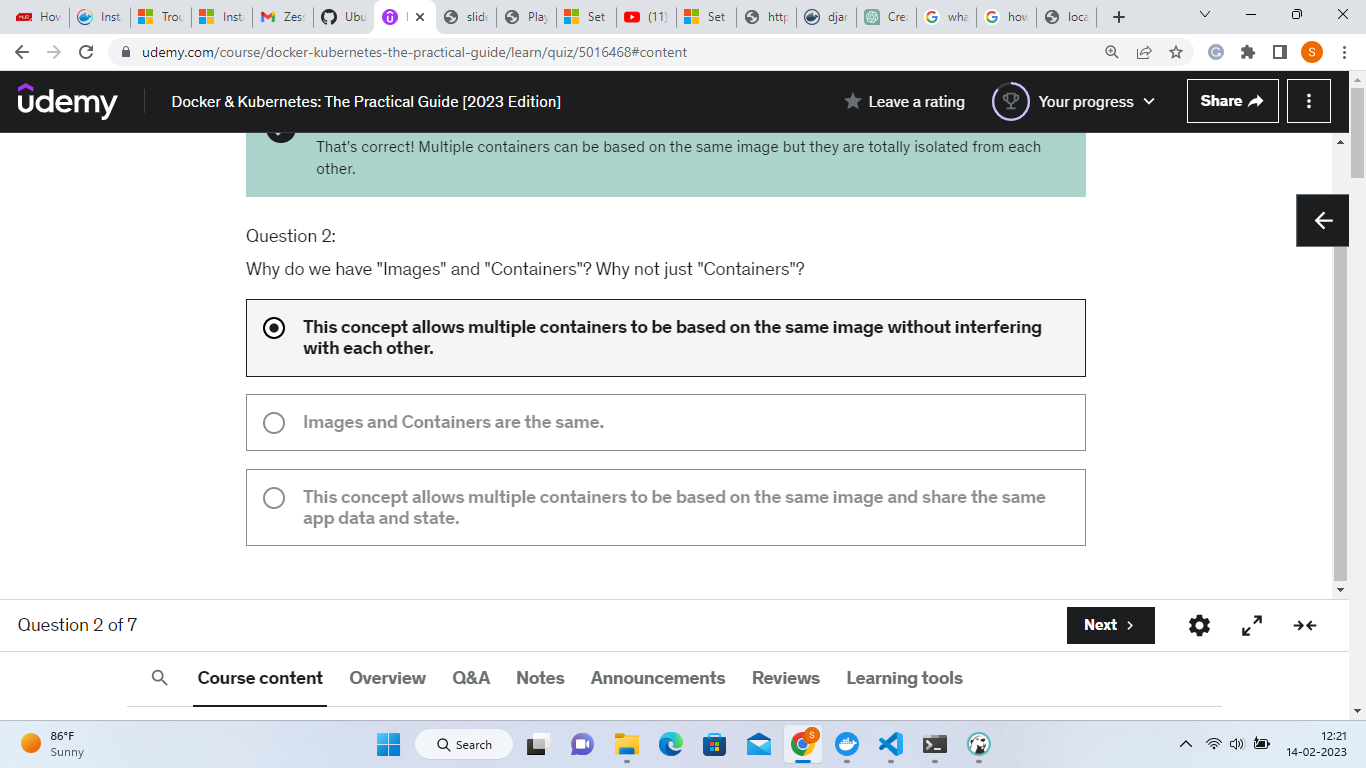 How
Insta
Trou
Inst
Zes
Ubu
slid
Play
Set
(11)
Set
http
djar
Cre
wha
how
loca
udemy.com/course/docker-kubernetes-the-practical-guide/learn/quiz/5016468#content
S
udemy
Docker & Kubernetes: The Practical Guide [2023 Edition]
Leave a rating
Your progress
Share
That's correct! Multiple containers can be based on the same image but they are totally isolated from each
other.
Question 2:
Why do we have "Images" and "Containers"? Why not just "Containers"?
This concept allows multiple containers to be based on the same image without interfering
with each other.
Images and Containers are the same.
This concept allows multiple containers to be based on the same image and share the same
app data and state.
Question 2 of 7
Next
Course content
Overview
Q&A
Notes
Announcements
Reviews
Learning tools
86°F
Sunny
Search
S
12:21
14-02-2023